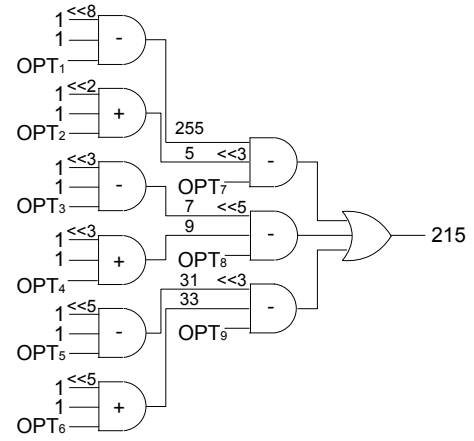 1 <<8
1 -
OPT₁
1 <<2
1 +
OPT₂
255
5 <<3
-
OPT₇
1 <<3
1 -
OPT₃
7 <<5
9 -
OPT₈
215
1 <<3
1 +
OPT₄
31 <<3
33 -
OPT₉
1 <<5
1 -
OPT₅
1 <<5
1 +
OPT₆